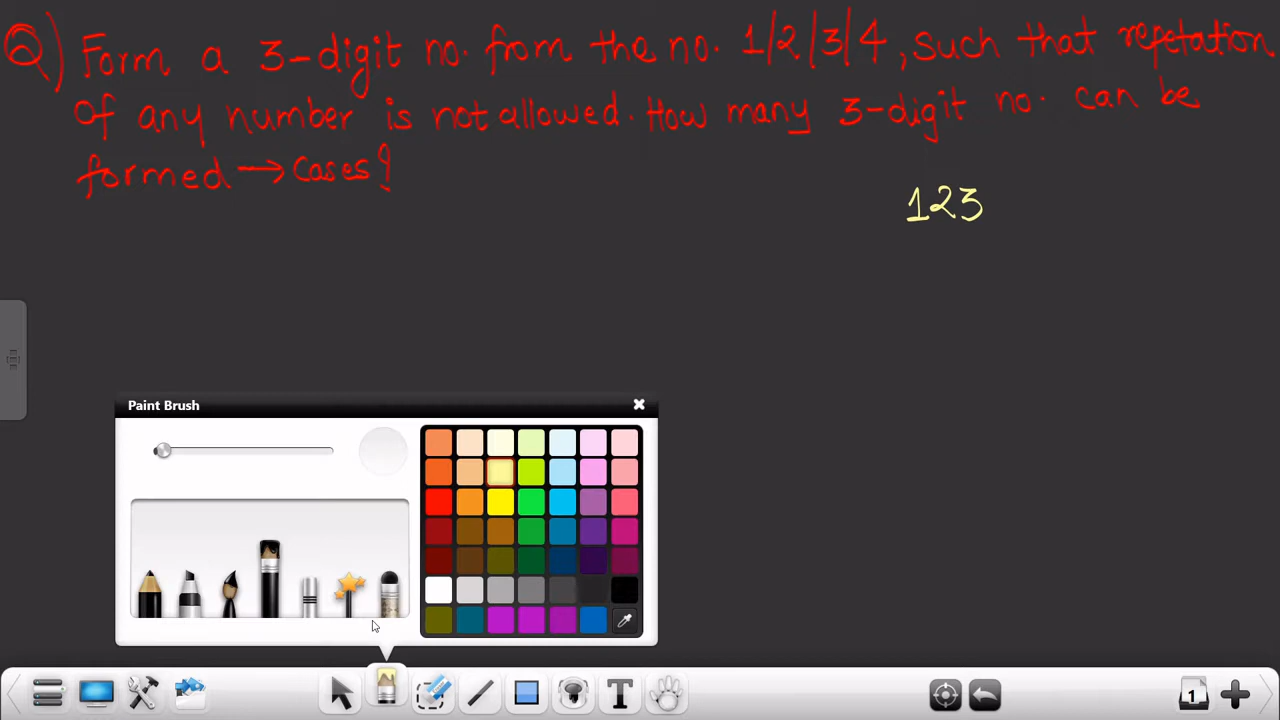 Q) Form a 3-digit no. from the no. 1/2/3/4, such that repetation
of any number is not allowed. How many 3-digit no. can be
formed → Cases?
123
Paint Brush
T
1